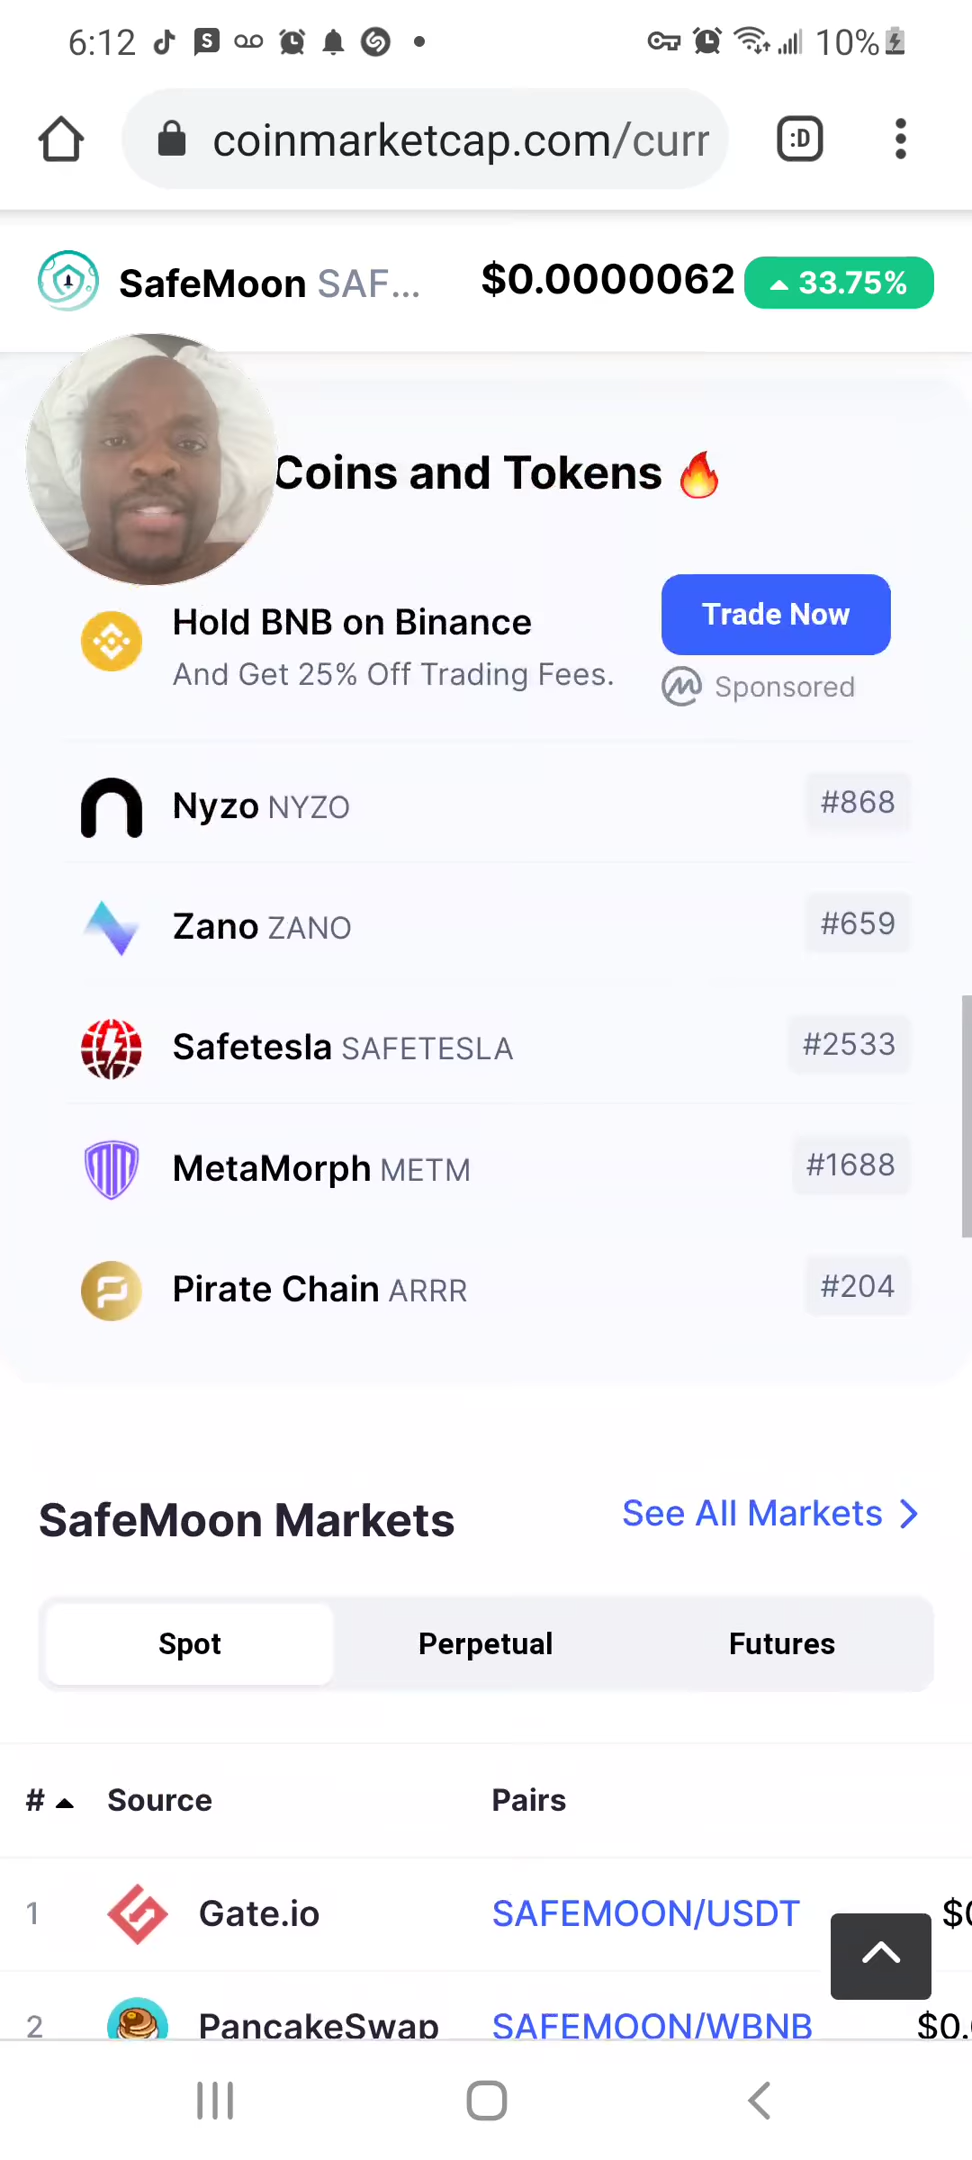 6:12
10%
coinmarketcap.com/curr
:D
SafeMoon SAF... $0.0000062 33.75%
Coins and Tokens 🔥
Hold BNB on Binance
And Get 25% Off Trading Fees.
Trade Now
Sponsored
Nyzo NYZO #868
Zano ZANO #659
Safetesla SAFETESLA #2533
MetaMorph METM #1688
Pirate Chain ARRR #204
SafeMoon Markets See All Markets
Spot Perpetual Futures
# Source Pairs
1 Gate.io SAFEMOON/USDT $0
2 PancakeSwap SAFEMOON/WBNB $0.